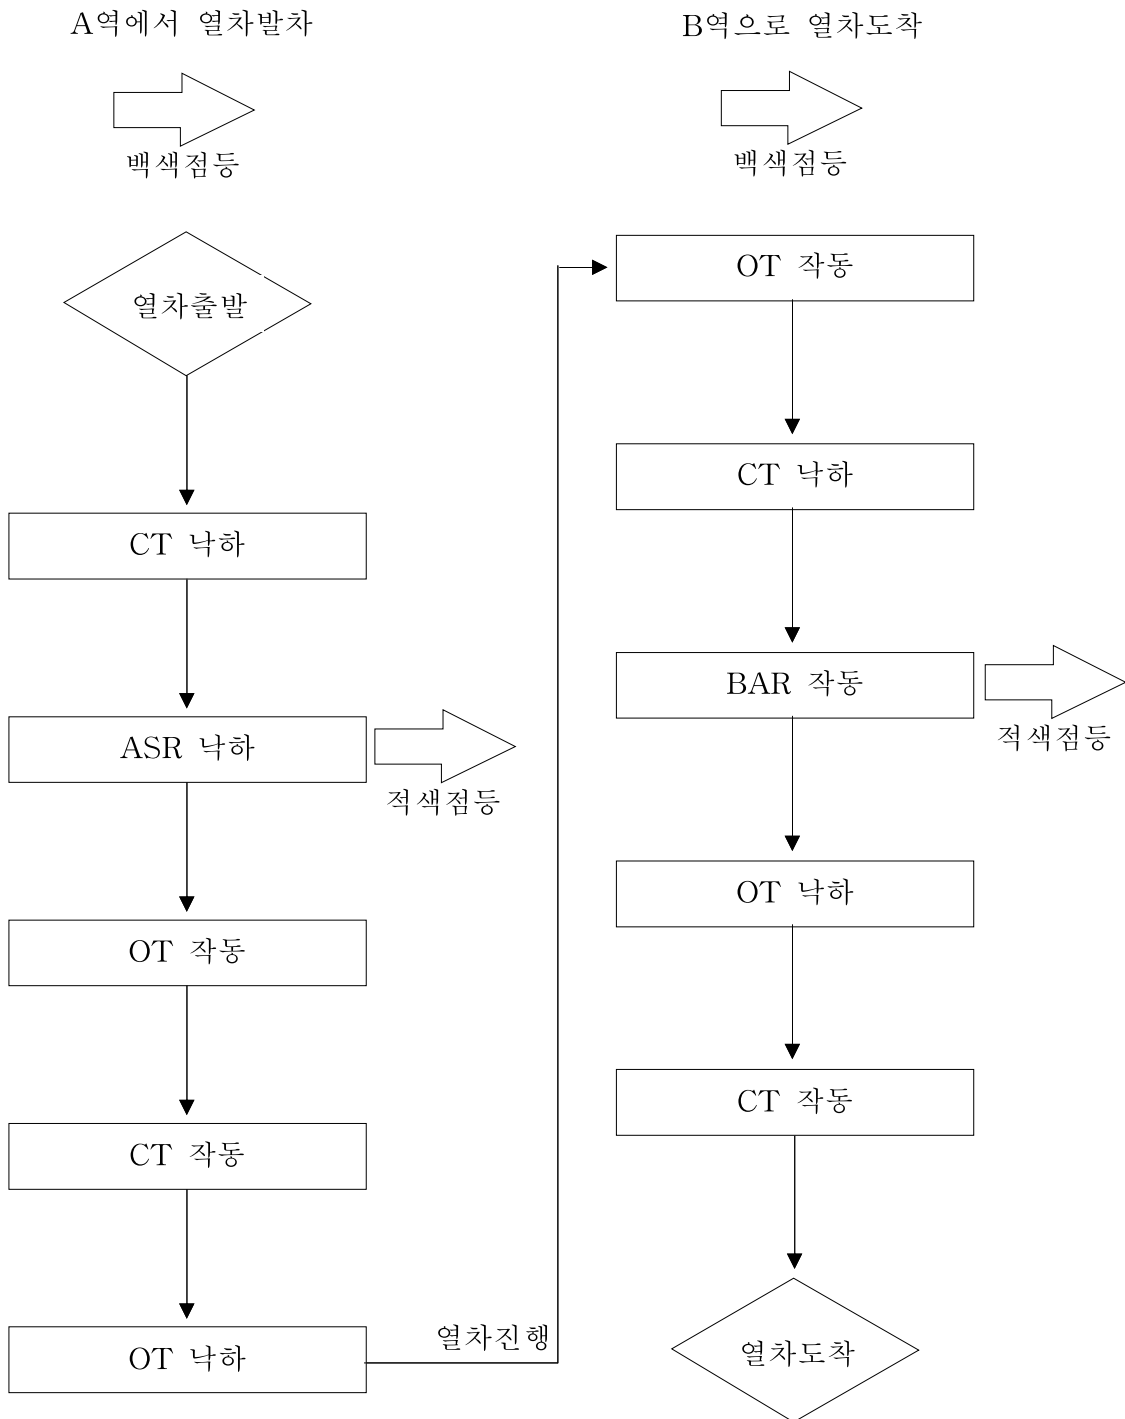 A역에서 열차발차
백색점등
열차출발
CT 낙하
ASR 낙하
적색점등
OT 작동
CT 작동
OT 낙하
열차진행
B역으로 열차도착
백색점등
OT 작동
CT 낙하
BAR 작동
적색점등
OT 낙하
CT 작동
열차도착